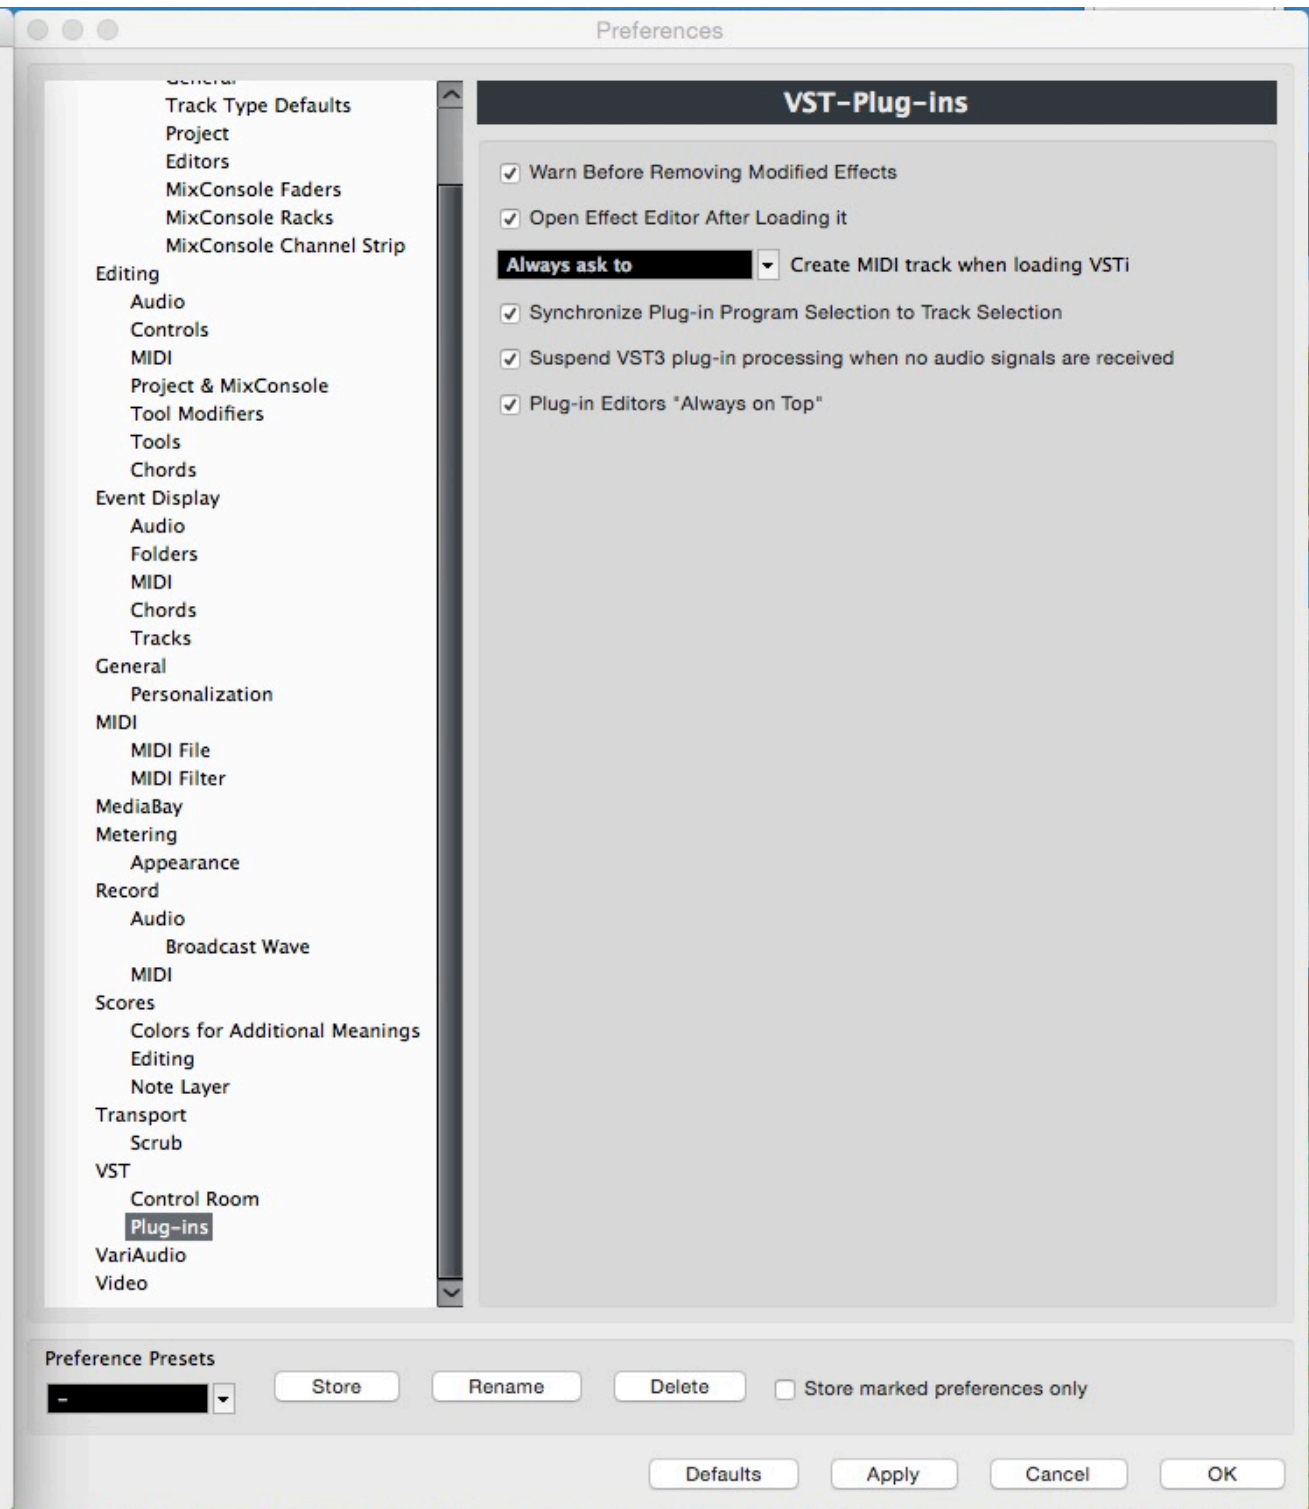 Preferences
General
Track Type Defaults
Project
Editors
MixConsole Faders
MixConsole Racks
MixConsole Channel Strip
Editing
Audio
Controls
MIDI
Project & MixConsole
Tool Modifiers
Tools
Chords
Event Display
Audio
Folders
MIDI
Chords
Tracks
General
Personalization
MIDI
MIDI File
MIDI Filter
MediaBay
Metering
Appearance
Record
Audio
Broadcast Wave
MIDI
Scores
Colors for Additional Meanings
Editing
Note Layer
Transport
Scrub
VST
Control Room
Plug-ins
VariAudio
Video
VST-Plug-ins
Warn Before Removing Modified Effects
Open Effect Editor After Loading it
Always ask to Create MIDI track when loading VSTi
Synchronize Plug-in Program Selection to Track Selection
Suspend VST3 plug-in processing when no audio signals are received
Plug-in Editors "Always on Top"
Preference Presets
- Store Rename Delete Store marked preferences only
Defaults Apply Cancel OK